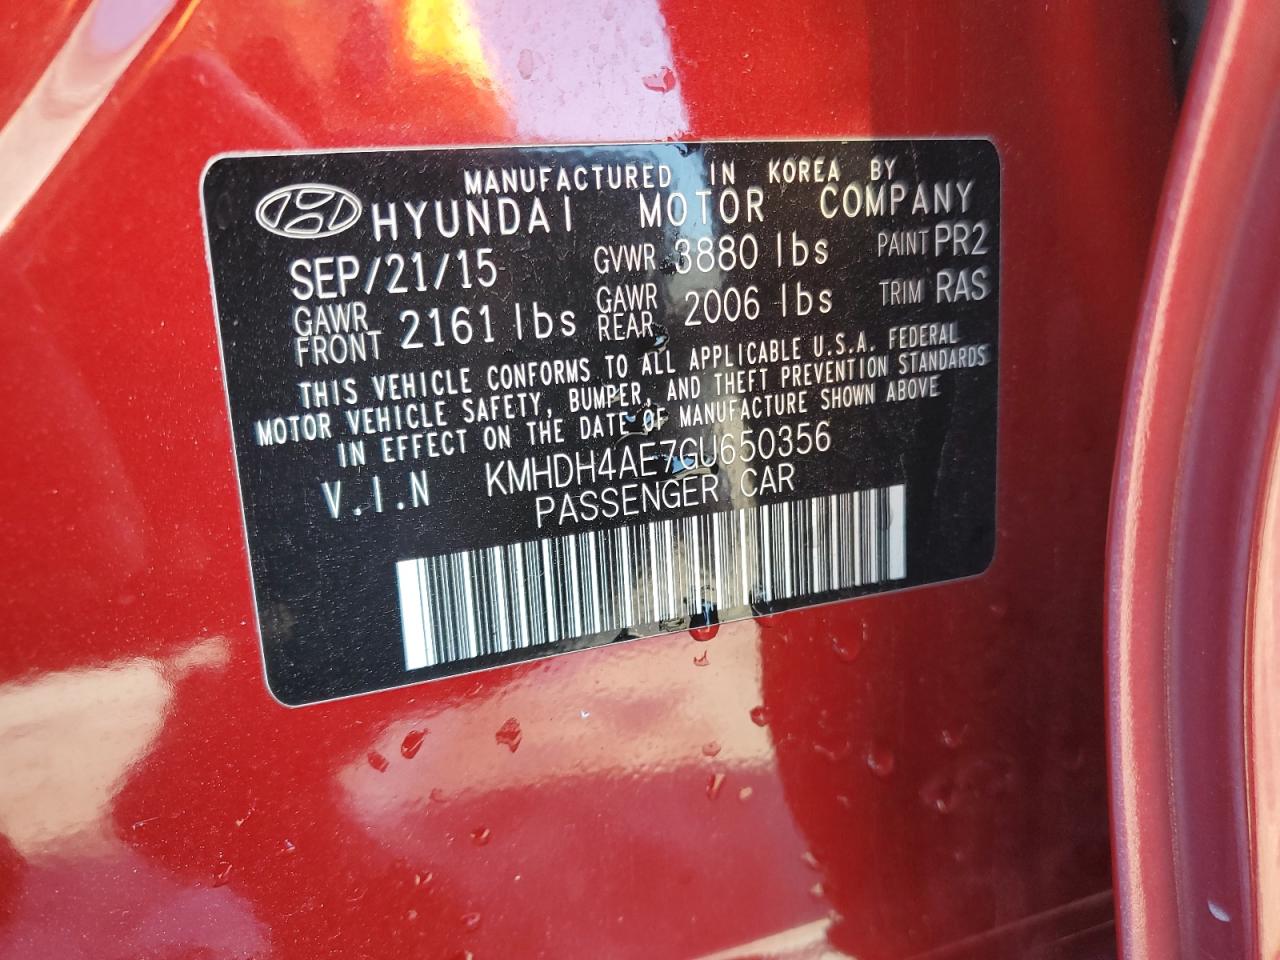 MANUFACTURED IN KOREA BY
HYUNDAI MOTOR COMPANY
SEP/21/15 GVWR 3880 lbs PAINT PR2
GAWR FRONT 2161 lbs GAWR REAR 2006 lbs TRIM RAS
THIS VEHICLE CONFORMS TO ALL APPLICABLE U.S.A. FEDERAL
MOTOR VEHICLE SAFETY, BUMPER, AND THEFT PREVENTION STANDARDS
IN EFFECT ON THE DATE OF MANUFACTURE SHOWN ABOVE
V.I.N KMHDH4AE7GU650356
PASSENGER CAR